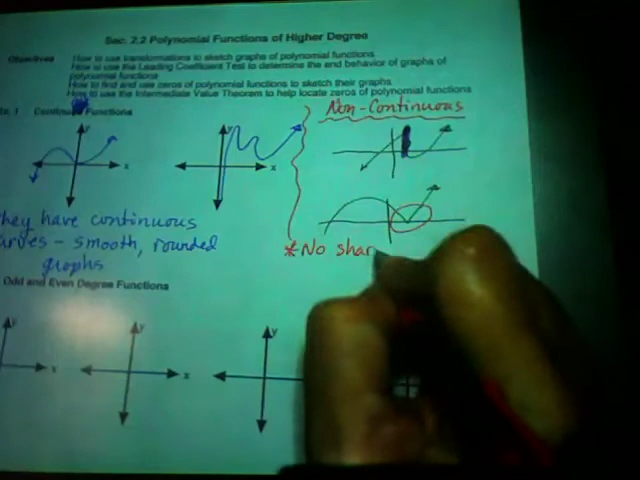 Sec. 2.2 Polynomial Functions of Higher Degree
Objectives How to use transformations to sketch graphs of polynomial functions
How to use the Leading Coefficient Test to determine the end behavior of graphs of
polynomial functions
How to find and use zeros of polynomial functions to sketch their graphs
How to use the Intermediate Value Theorem to help locate zeros of polynomial functions
Ex. 1 Functions
Non-Continuous
y
x
y
x
They have continuous
curves - smooth, rounded
graphs
*No shar
Odd and Even Degree Functions
y
x
y
x
y